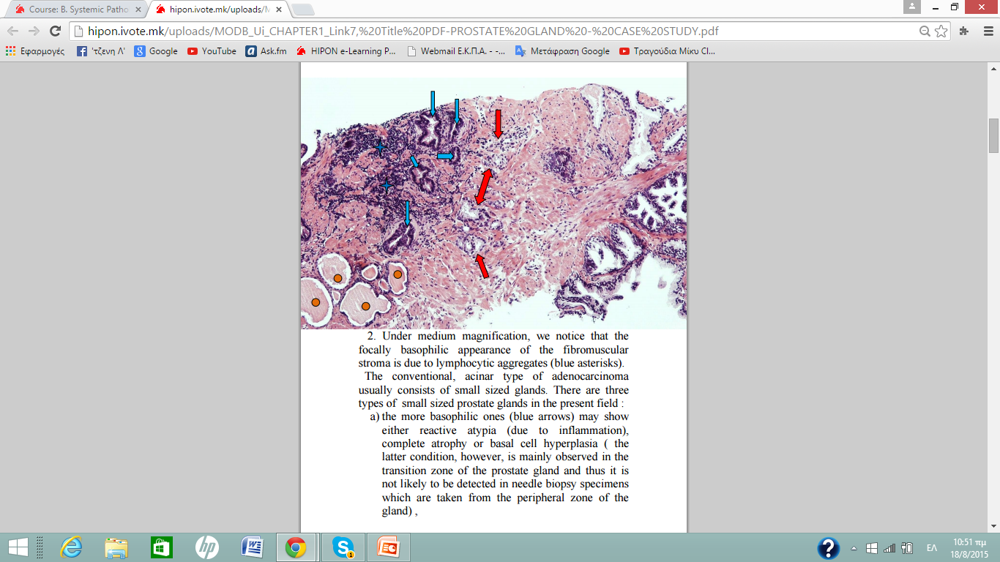 Course: B. Systemic Patho
hipon.ivote.mk/uploads/M
hipon.ivote.mk/uploads/MODB_Ui_CHAPTER1_Link7,%20Title%20PDF-PROSTATE%20GLAND%20-%20CASE%20STUDY.pdf
Εφαρμογές 'τζενη Λ' Google YouTube Ask.fm HIPON e-Learning P... Webmail Ε.Κ.Π.Α. - -... Μετάφραση Google Τραγούδια Μίκυ Cl...
2. Under medium magnification, we notice that the
focally basophilic appearance of the fibromuscular
stroma is due to lymphocytic aggregates (blue asterisks).
The conventional, acinar type of adenocarcinoma
usually consists of small sized glands. There are three
types of small sized prostate glands in the present field :
a) the more basophilic ones (blue arrows) may show
either reactive atypia (due to inflammation),
complete atrophy or basal cell hyperplasia ( the
latter condition, however, is mainly observed in the
transition zone of the prostate gland and thus it is
not likely to be detected in needle biopsy specimens
which are taken from the peripheral zone of the
gland) ,
ΕΛ
10:51 πμ
18/8/2015